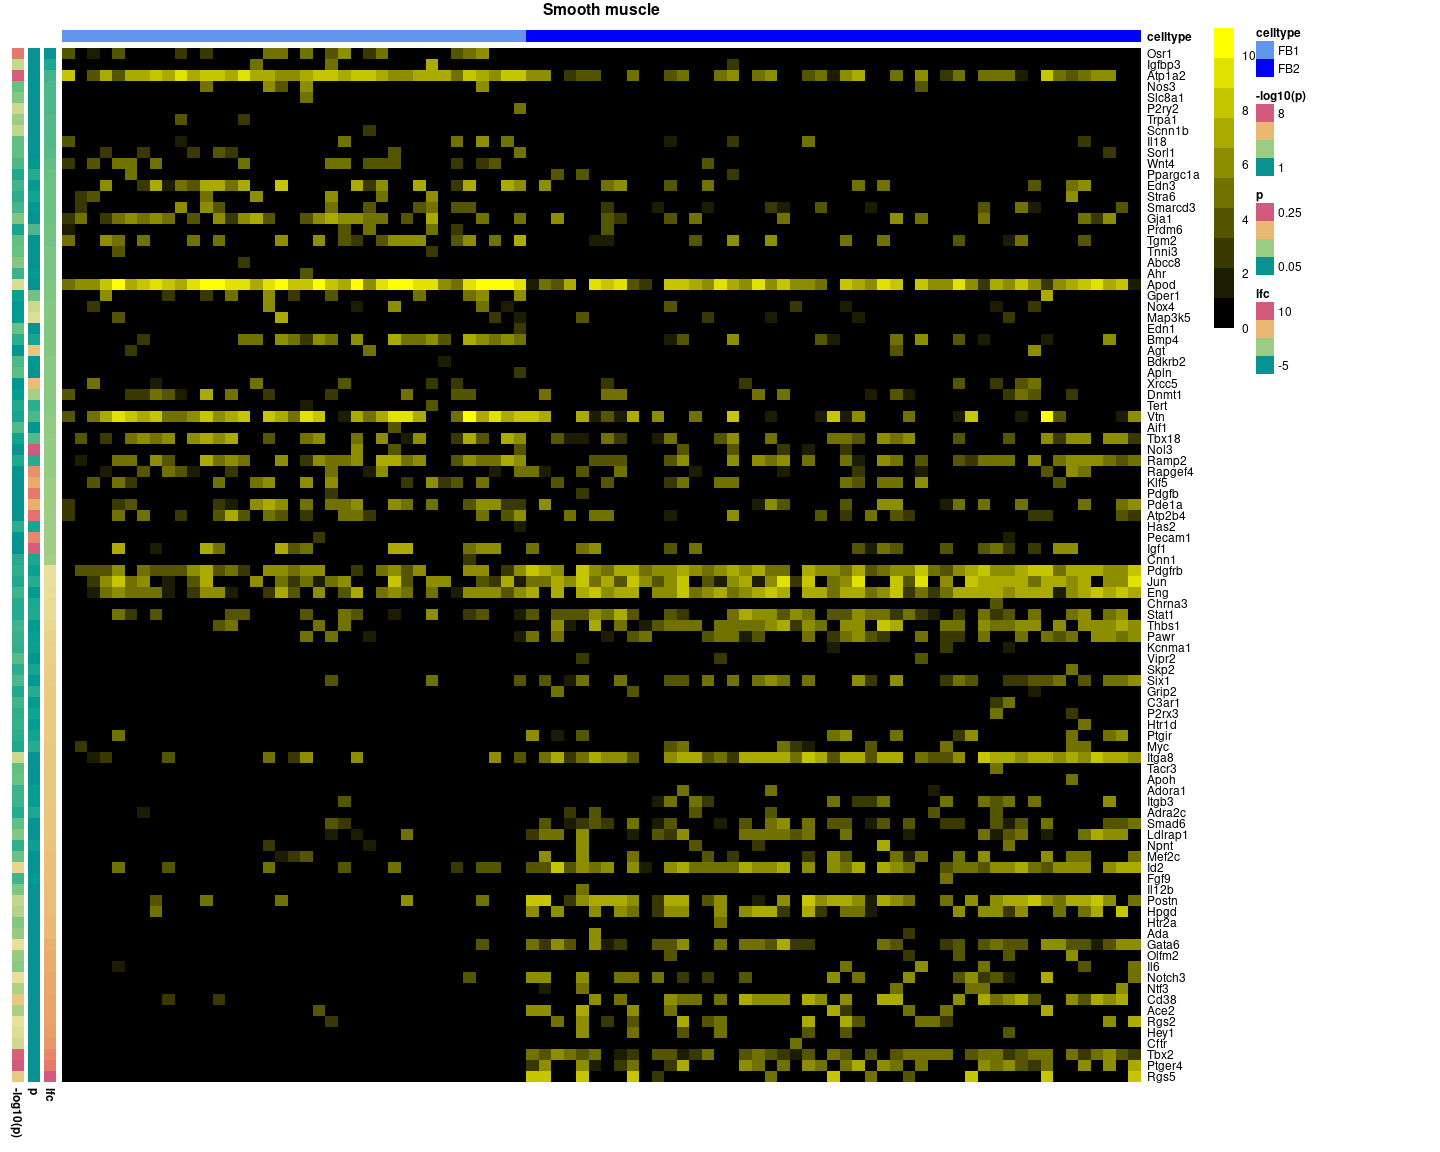 Smooth muscle
celltype
Osr1
Igfbp3
Atp1a2
Nos3
Slc8a1
P2ry2
Trpa1
Scnn1b
Il18
Sorl1
Wnt4
Ppargc1a
Edn3
Stra6
Smarcd3
Gja1
Prdm6
Tgm2
Tnni3
Abcc8
Ahr
Apod
Gper1
Nox4
Map3k5
Edn1
Bmp4
Agt
Bdkrb2
Apln
Xrcc5
Dnmt1
Tert
Vtn
Aif1
Tbx18
Nol3
Ramp2
Rapgef4
Klf5
Pdgfb
Pde1a
Atp2b4
Has2
Pecam1
Igf1
Cnn1
Pdgfrb
Jun
Eng
Chrna3
Stat1
Thbs1
Pawr
Kcnma1
Vipr2
Skp2
Six1
Grip2
C3ar1
P2rx3
Htr1d
Ptgir
Myc
Itga8
Tacr3
Apoh
Adora1
Itgb3
Adra2c
Smad6
Ldlrap1
Npnt
Mef2c
Id2
Fgf9
Il12b
Postn
Hpgd
Htr2a
Ada
Gata6
Olfm2
Il6
Notch3
Ntf3
Cd38
Ace2
Rgs2
Hey1
Cftr
Tbx2
Ptger4
Rgs5
10
8
6
4
2
0
celltype
FB1
FB2
-log10(p)
8
1
p
0.25
0.05
lfc
10
-5
-log10(p)
p
lfc